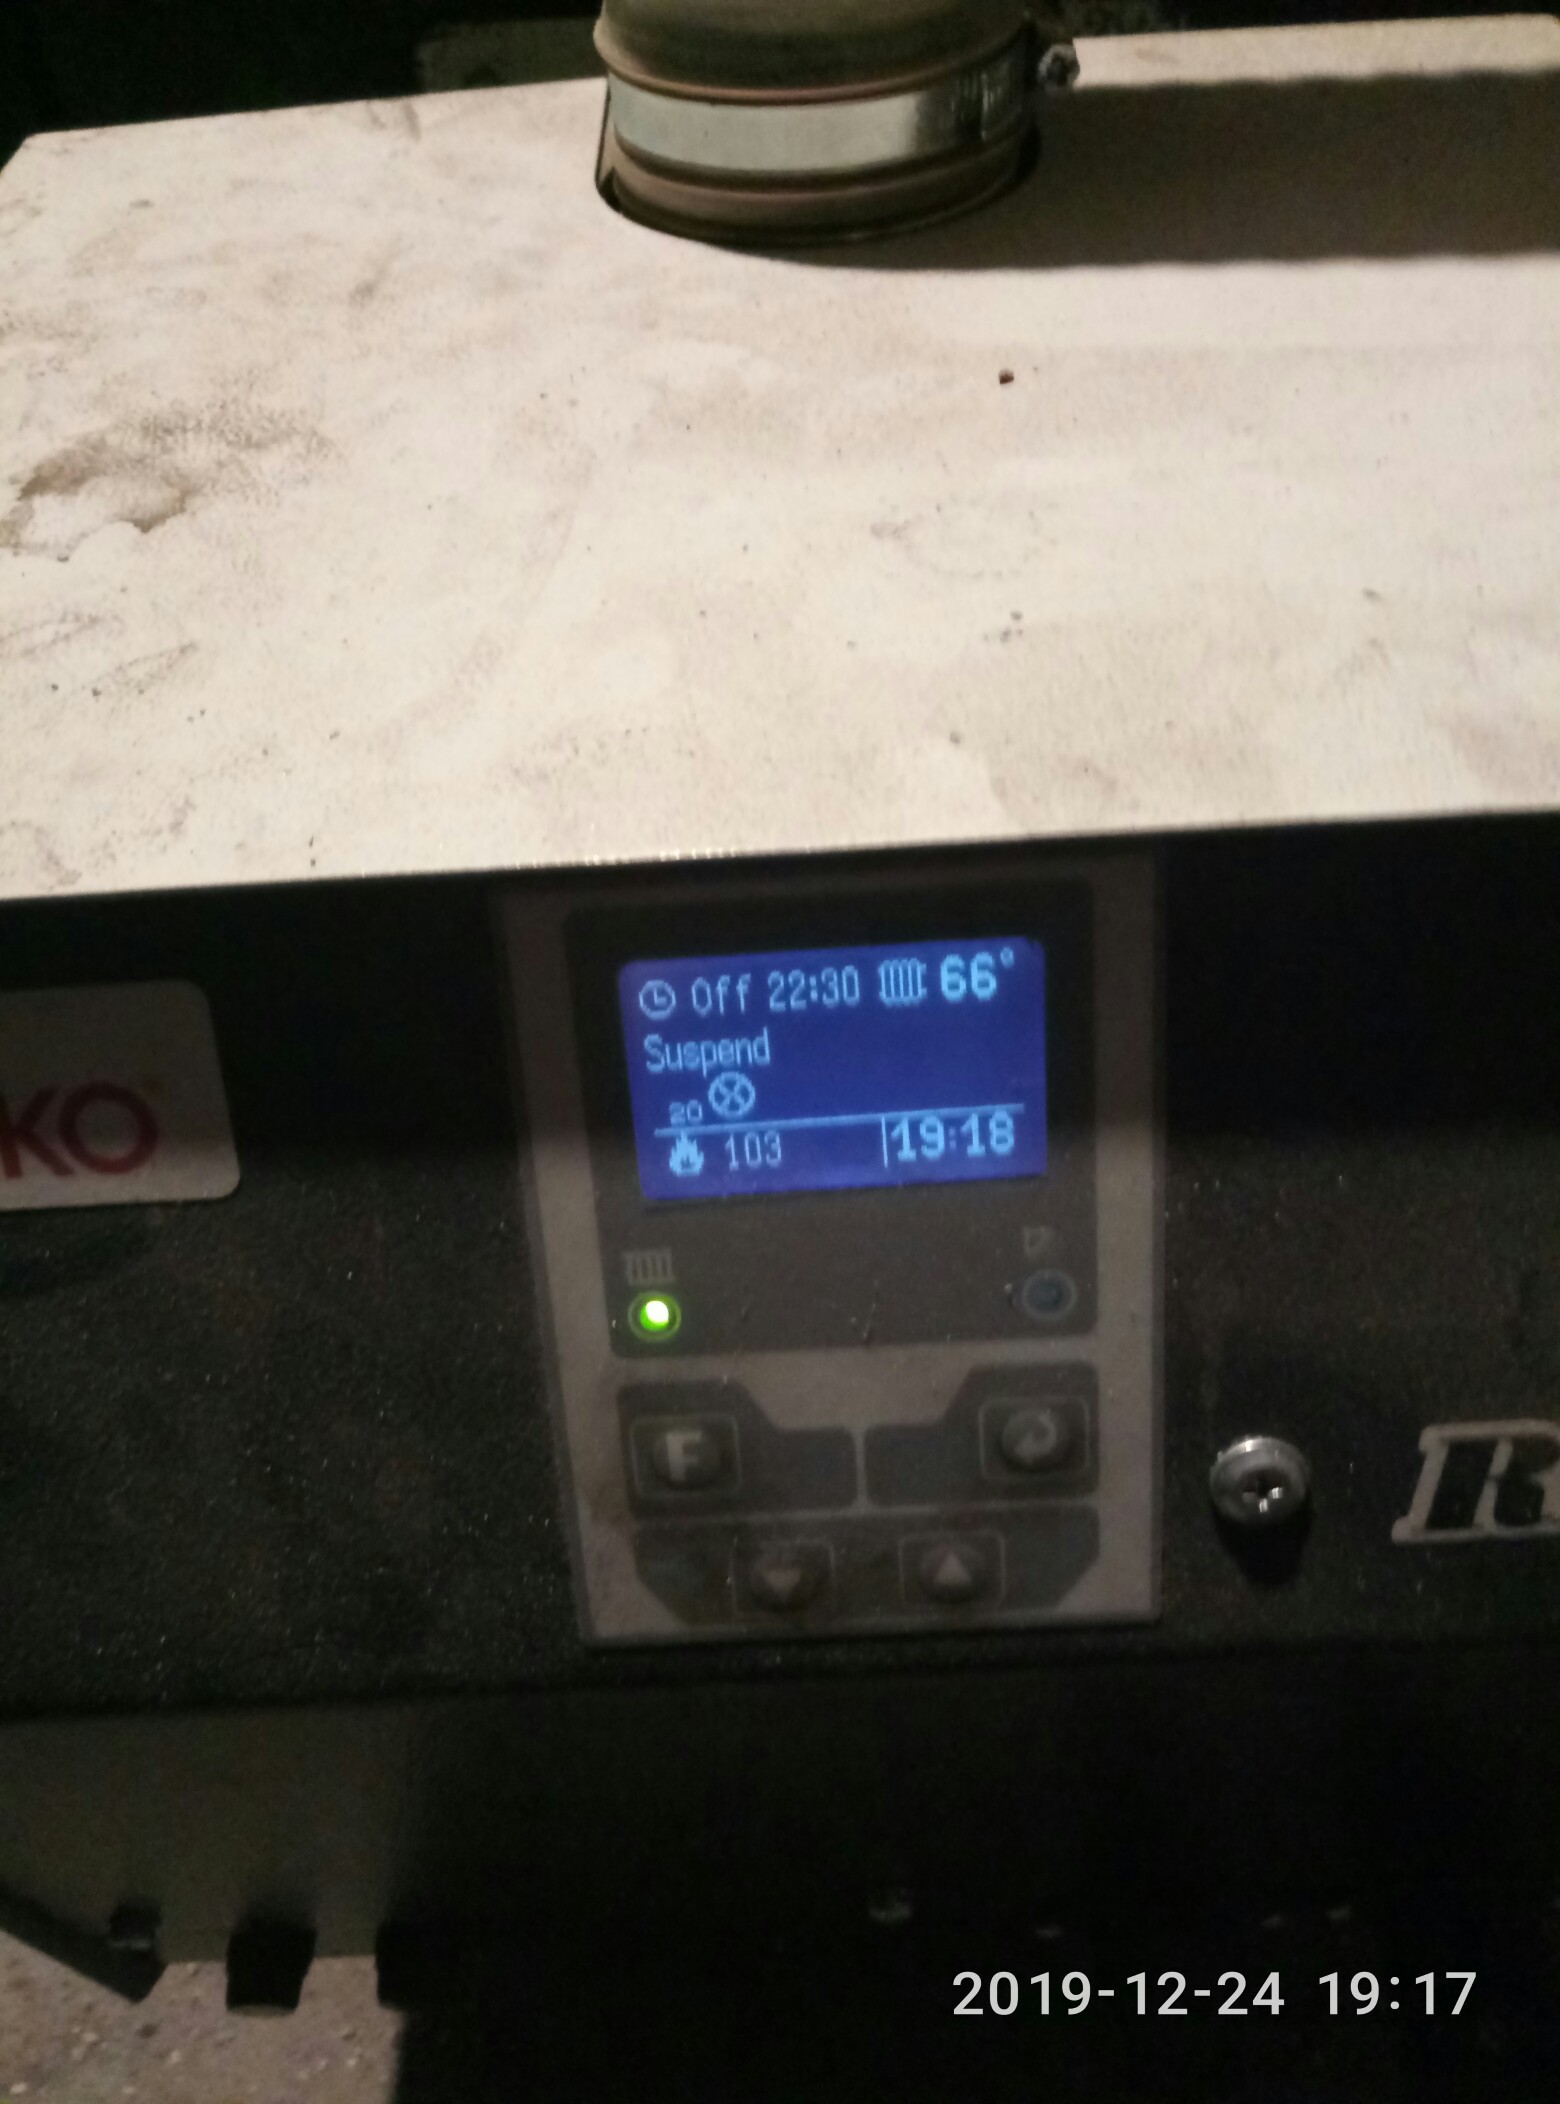 Off 22:30 66°
Suspend
20
103 19:18
KO
F
R
2019-12-24 19:17